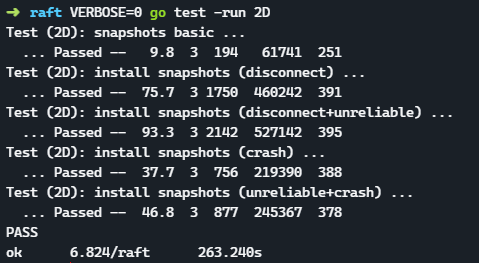 ➜ raft VERBOSE=0 go test -run 2D
Test (2D): snapshots basic ...
  ... Passed --   9.8  3  194   61741  251
Test (2D): install snapshots (disconnect) ...
  ... Passed --  75.7  3 1750  460242  391
Test (2D): install snapshots (disconnect+unreliable) ...
  ... Passed --  93.3  3 2142  527142  395
Test (2D): install snapshots (crash) ...
  ... Passed --  37.7  3  756  219390  388
Test (2D): install snapshots (unreliable+crash) ...
  ... Passed --  46.8  3  877  245367  378
PASS
ok      6.824/raft      263.240s